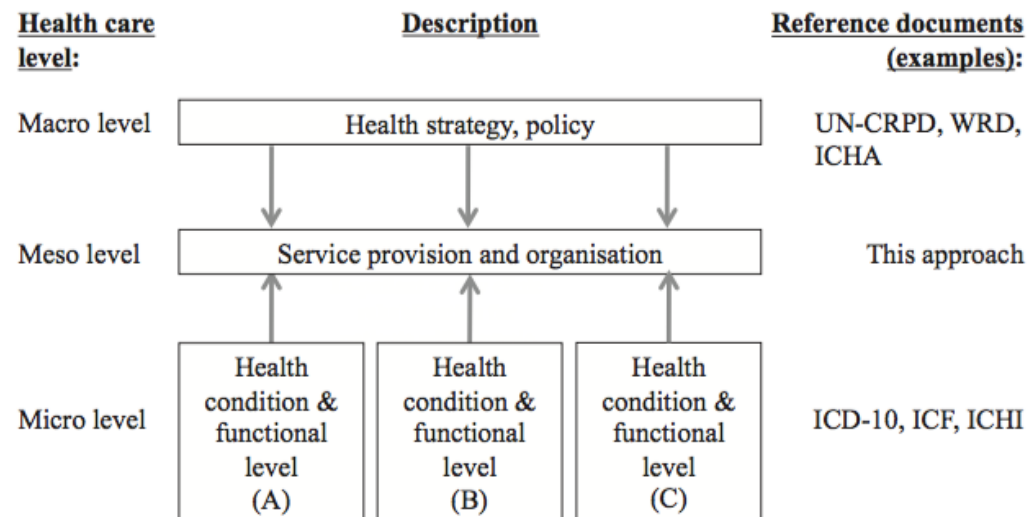 Health care
level:
Description
Reference documents
(examples):
Macro level
Health strategy, policy
UN-CRPD, WRD,
ICHA
Meso level
Service provision and organisation
This approach
Micro level
Health
condition &
functional
level
(A)
Health
condition &
functional
level
(B)
Health
condition &
functional
level
(C)
ICD-10, ICF, ICHI